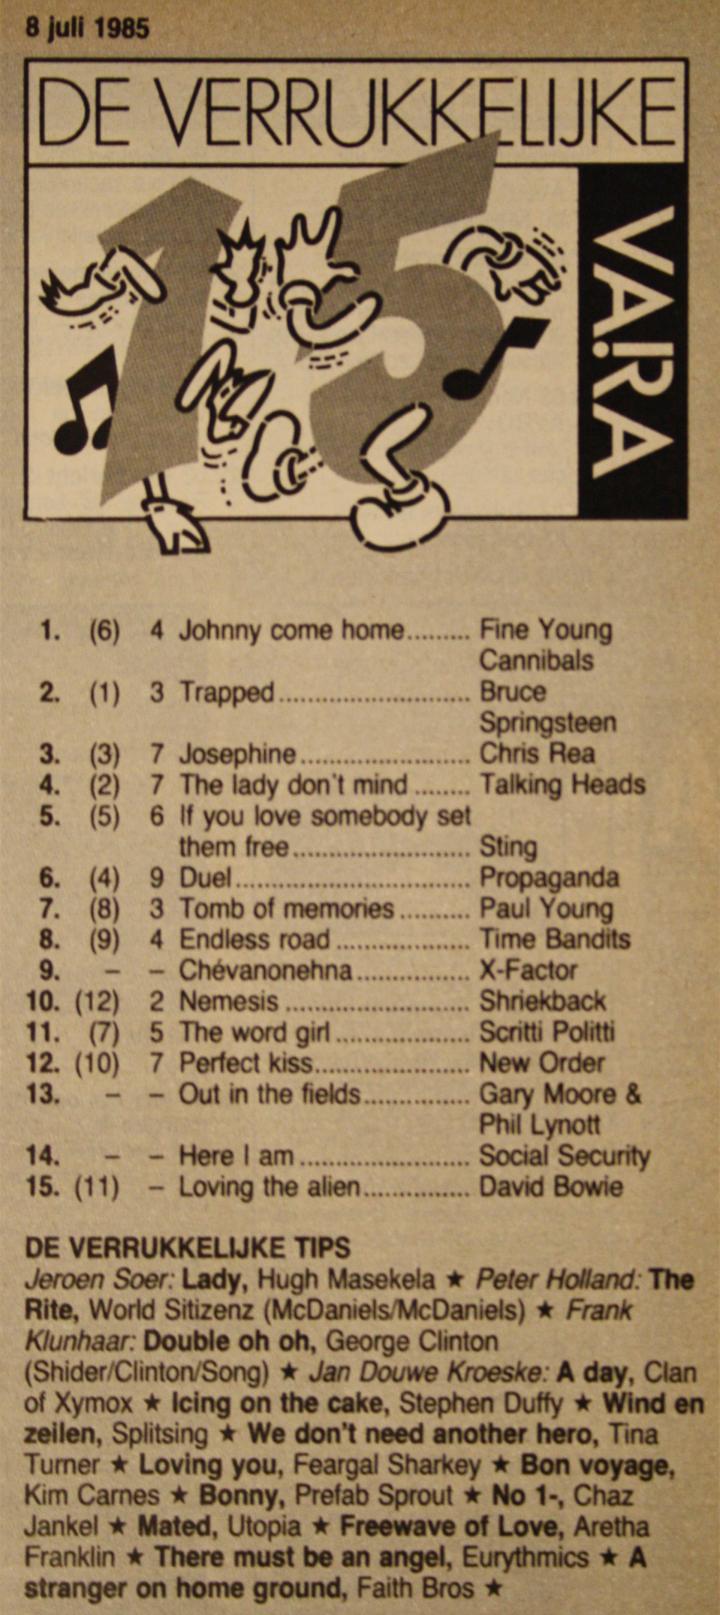 8 juli 1985
DE VERRUKKELIJKE
15
VARA
1. (6) 4 Johnny come home......... Fine Young
Cannibals
2. (1) 3 Trapped............................ Bruce
Springsteen
3. (3) 7 Josephine......................... Chris Rea
4. (2) 7 The lady don't mind ........ Talking Heads
5. (5) 6 If you love somebody set
them free.......................... Sting
6. (4) 9 Duel................................... Propaganda
7. (8) 3 Tomb of memories .......... Paul Young
8. (9) 4 Endless road .................... Time Bandits
9. – – Chévanonehna................. X-Factor
10. (12) 2 Nemesis ........................... Shriekback
11. (7) 5 The word girl .................... Scritti Politti
12. (10) 7 Perfect kiss....................... New Order
13. – – Out in the fields................ Gary Moore &
Phil Lynott
14. – – Here I am ......................... Social Security
15. (11) – Loving the alien................ David Bowie
DE VERRUKKELIJKE TIPS
Jeroen Soer: Lady, Hugh Masekela ★ Peter Holland: The
Rite, World Sitizenz (McDaniels/McDaniels) ★ Frank
Klunhaar: Double oh oh, George Clinton
(Shider/Clinton/Song) ★ Jan Douwe Kroeske: A day, Clan
of Xymox ★ Icing on the cake, Stephen Duffy ★ Wind en
zeilen, Splitsing ★ We don't need another hero, Tina
Turner ★ Loving you, Feargal Sharkey ★ Bon voyage,
Kim Carnes ★ Bonny, Prefab Sprout ★ No 1-, Chaz
Jankel ★ Mated, Utopia ★ Freewave of Love, Aretha
Franklin ★ There must be an angel, Eurythmics ★ A
stranger on home ground, Faith Bros ★